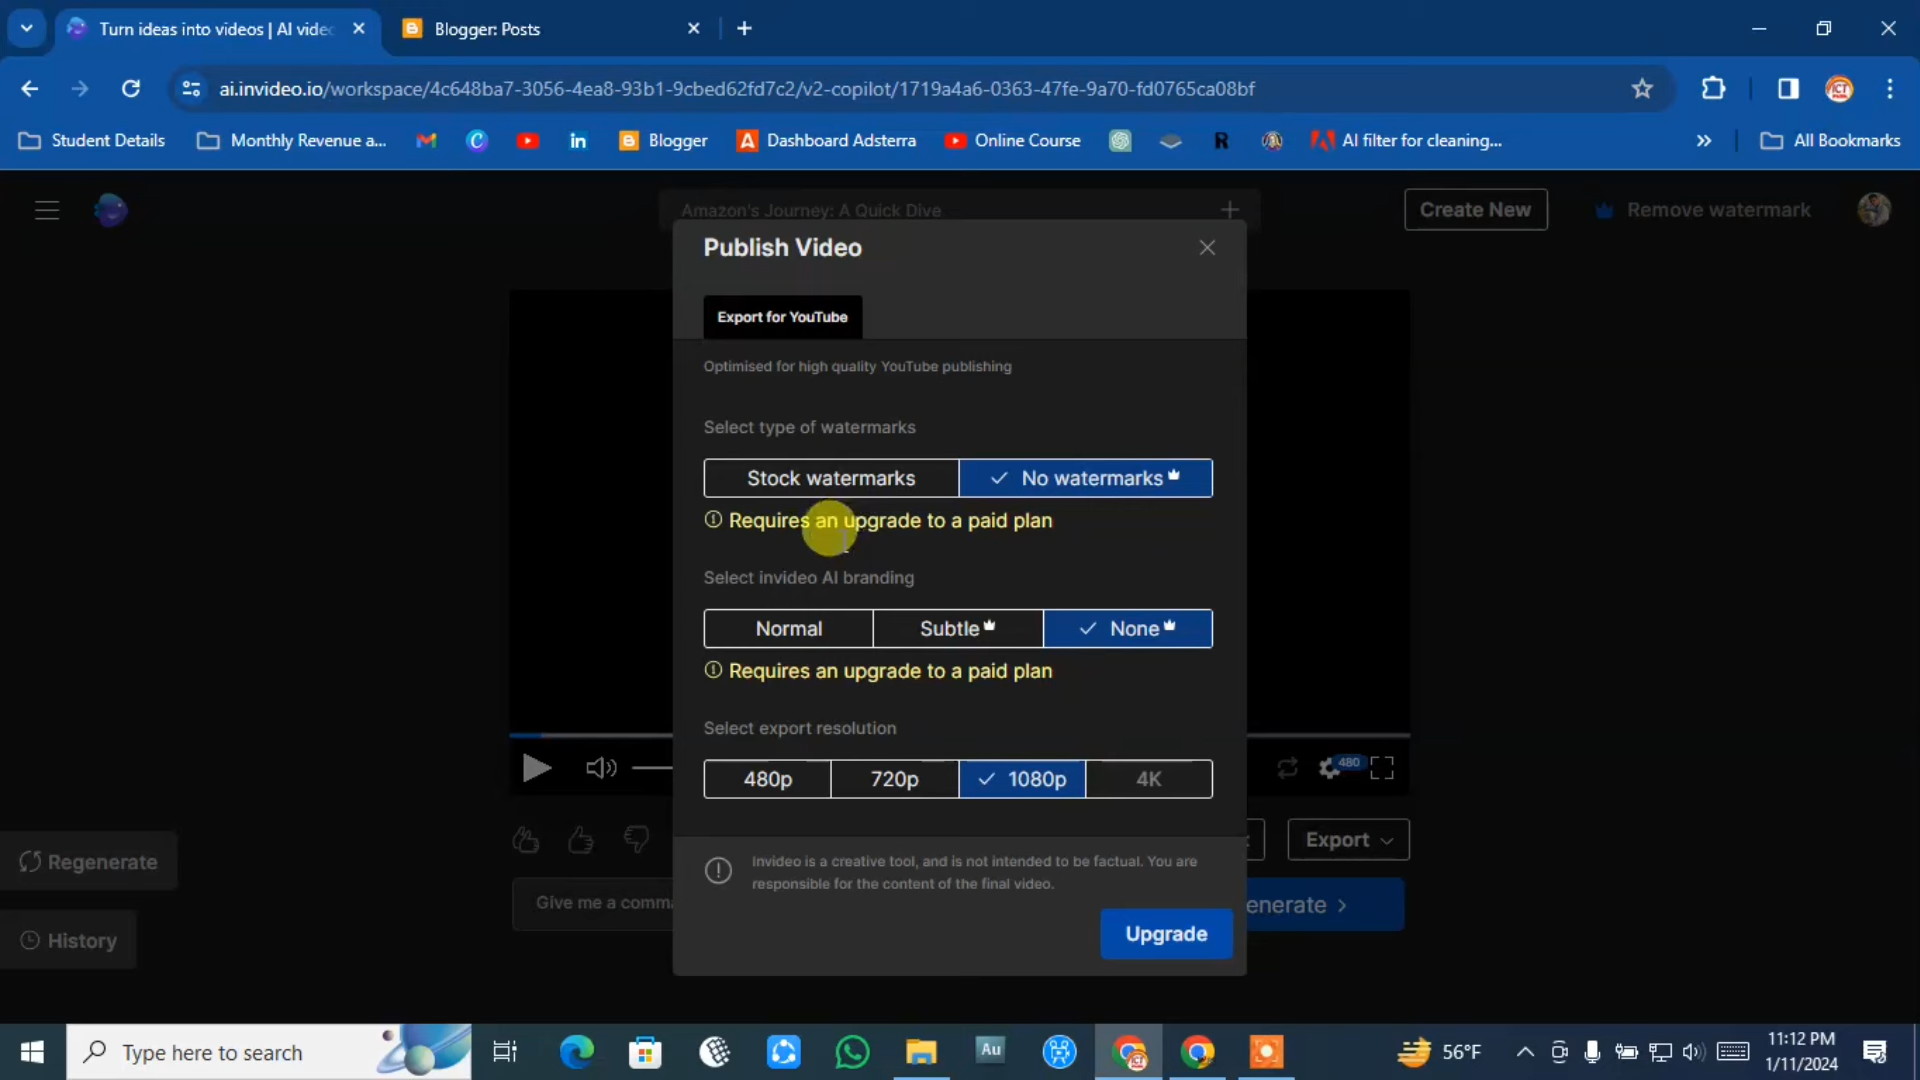 Turn ideas into videos | AI vide
Blogger: Posts
ai.invideo.io/workspace/4c648ba7-3056-4ea8-93b1-9cbed62fd7c2/v2-copilot/1719a4a6-0363-47fe-9a70-fd0765ca08bf
Student Details
Monthly Revenue a...
Blogger
Dashboard Adsterra
Online Course
AI filter for cleaning...
All Bookmarks
Amazon's Journey: A Quick Dive
Create New
Remove watermark
Publish Video
Export for YouTube
Optimised for high quality YouTube publishing
Select type of watermarks
Stock watermarks
No watermarks
Requires an upgrade to a paid plan
Select invideo AI branding
Normal
Subtle
None
Requires an upgrade to a paid plan
Select export resolution
480p
720p
1080p
4K
480
Regenerate
Export
Invideo is a creative tool, and is not intended to be factual. You are
responsible for the content of the final video.
Give me a comm
enerate
History
Upgrade
Type here to search
Au
56°F
11:12 PM
1/11/2024